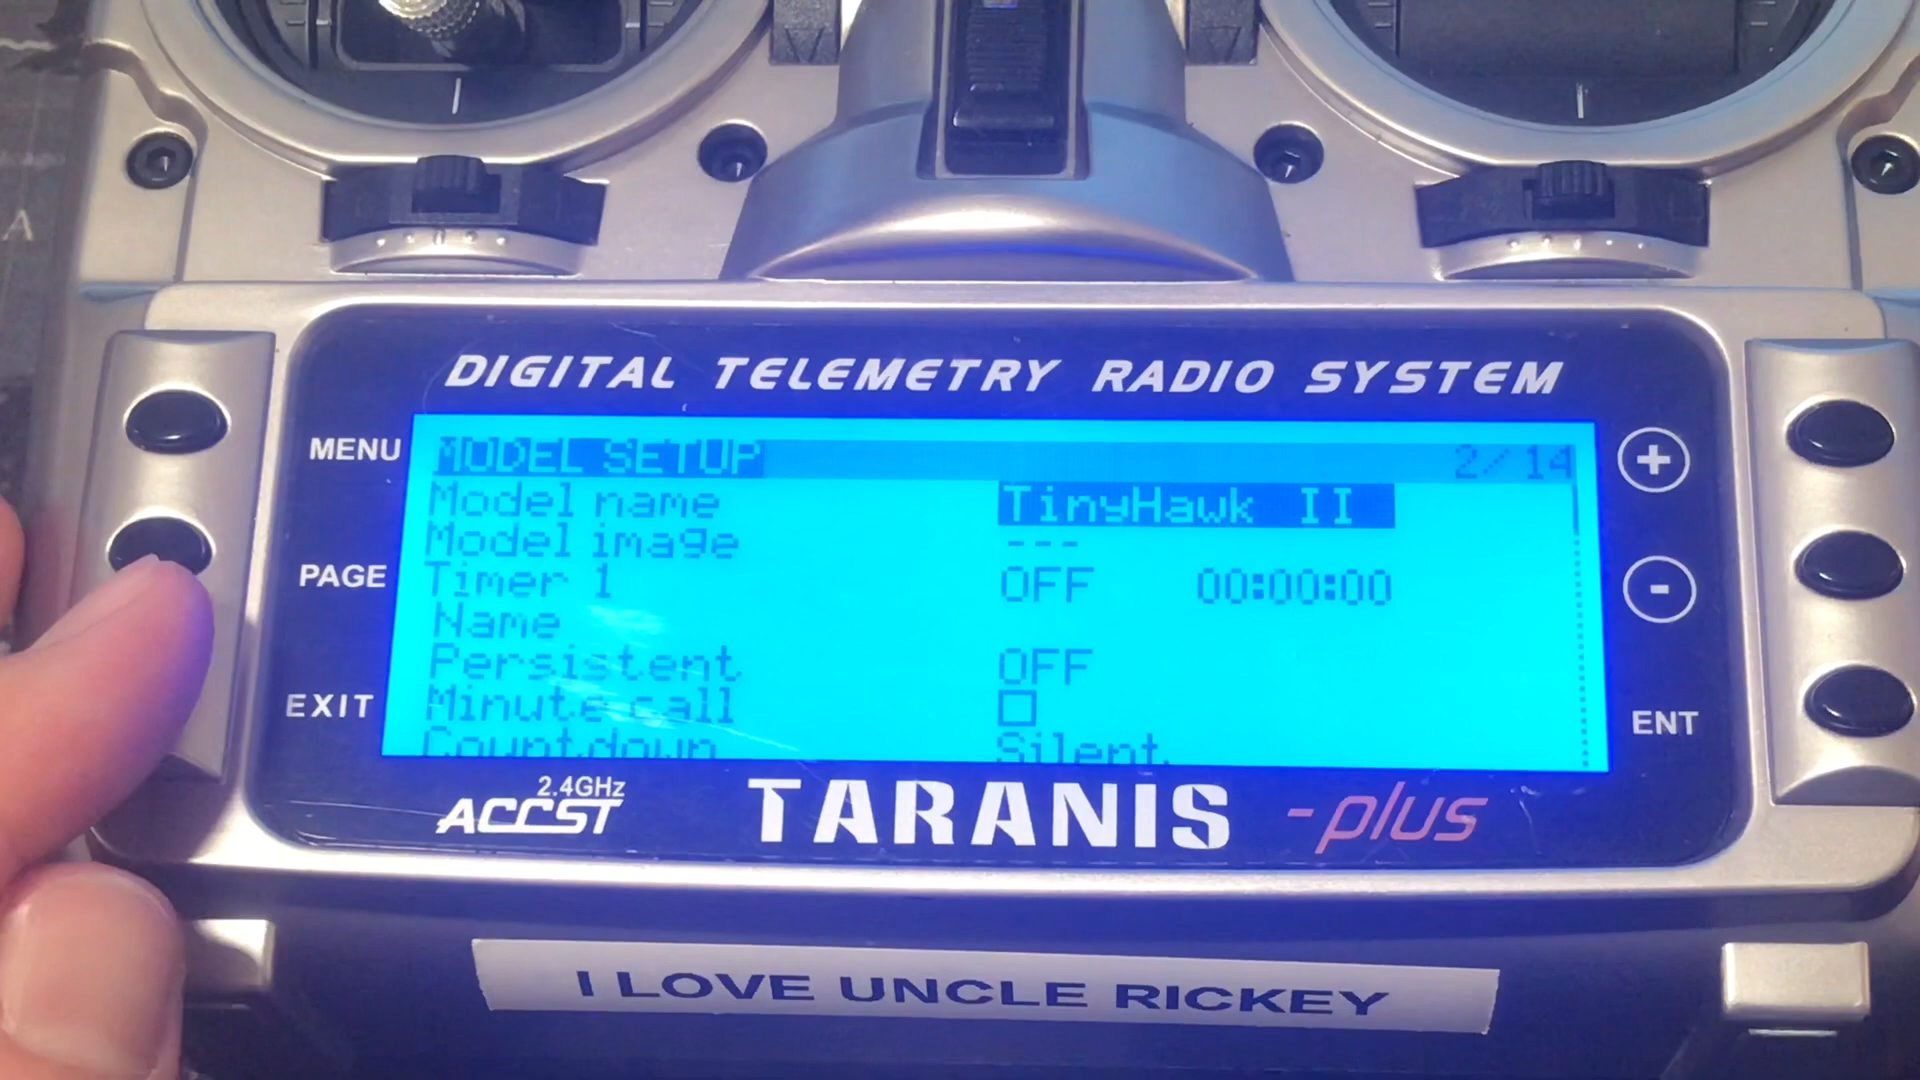 A
DIGITAL TELEMETRY RADIO SYSTEM
MENU
PAGE
EXIT
MODEL SETUP 2/14
Model name TinyHawk II
Model image ---
Timer 1 OFF 00:00:00
Name
Persistent OFF
Minute call
Countdown Silent
+
-
ENT
2.4GHz
ACCST
TARANIS -plus
I LOVE UNCLE RICKEY